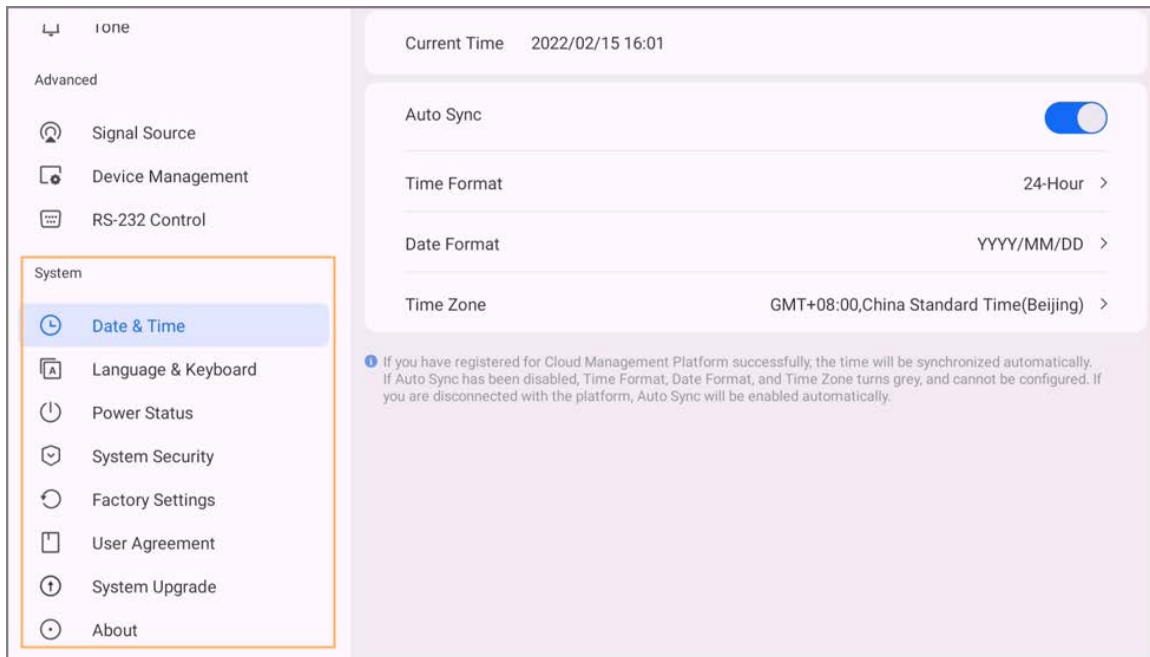 Tone
Advanced
Signal Source
Device Management
RS-232 Control
System
Date & Time
Language & Keyboard
Power Status
System Security
Factory Settings
User Agreement
System Upgrade
About
Current Time 2022/02/15 16:01
Auto Sync
Time Format 24-Hour >
Date Format YYYY/MM/DD >
Time Zone GMT+08:00,China Standard Time(Beijing) >
If you have registered for Cloud Management Platform successfully, the time will be synchronized automatically.
If Auto Sync has been disabled, Time Format, Date Format, and Time Zone turns grey, and cannot be configured. If
you are disconnected with the platform, Auto Sync will be enabled automatically.